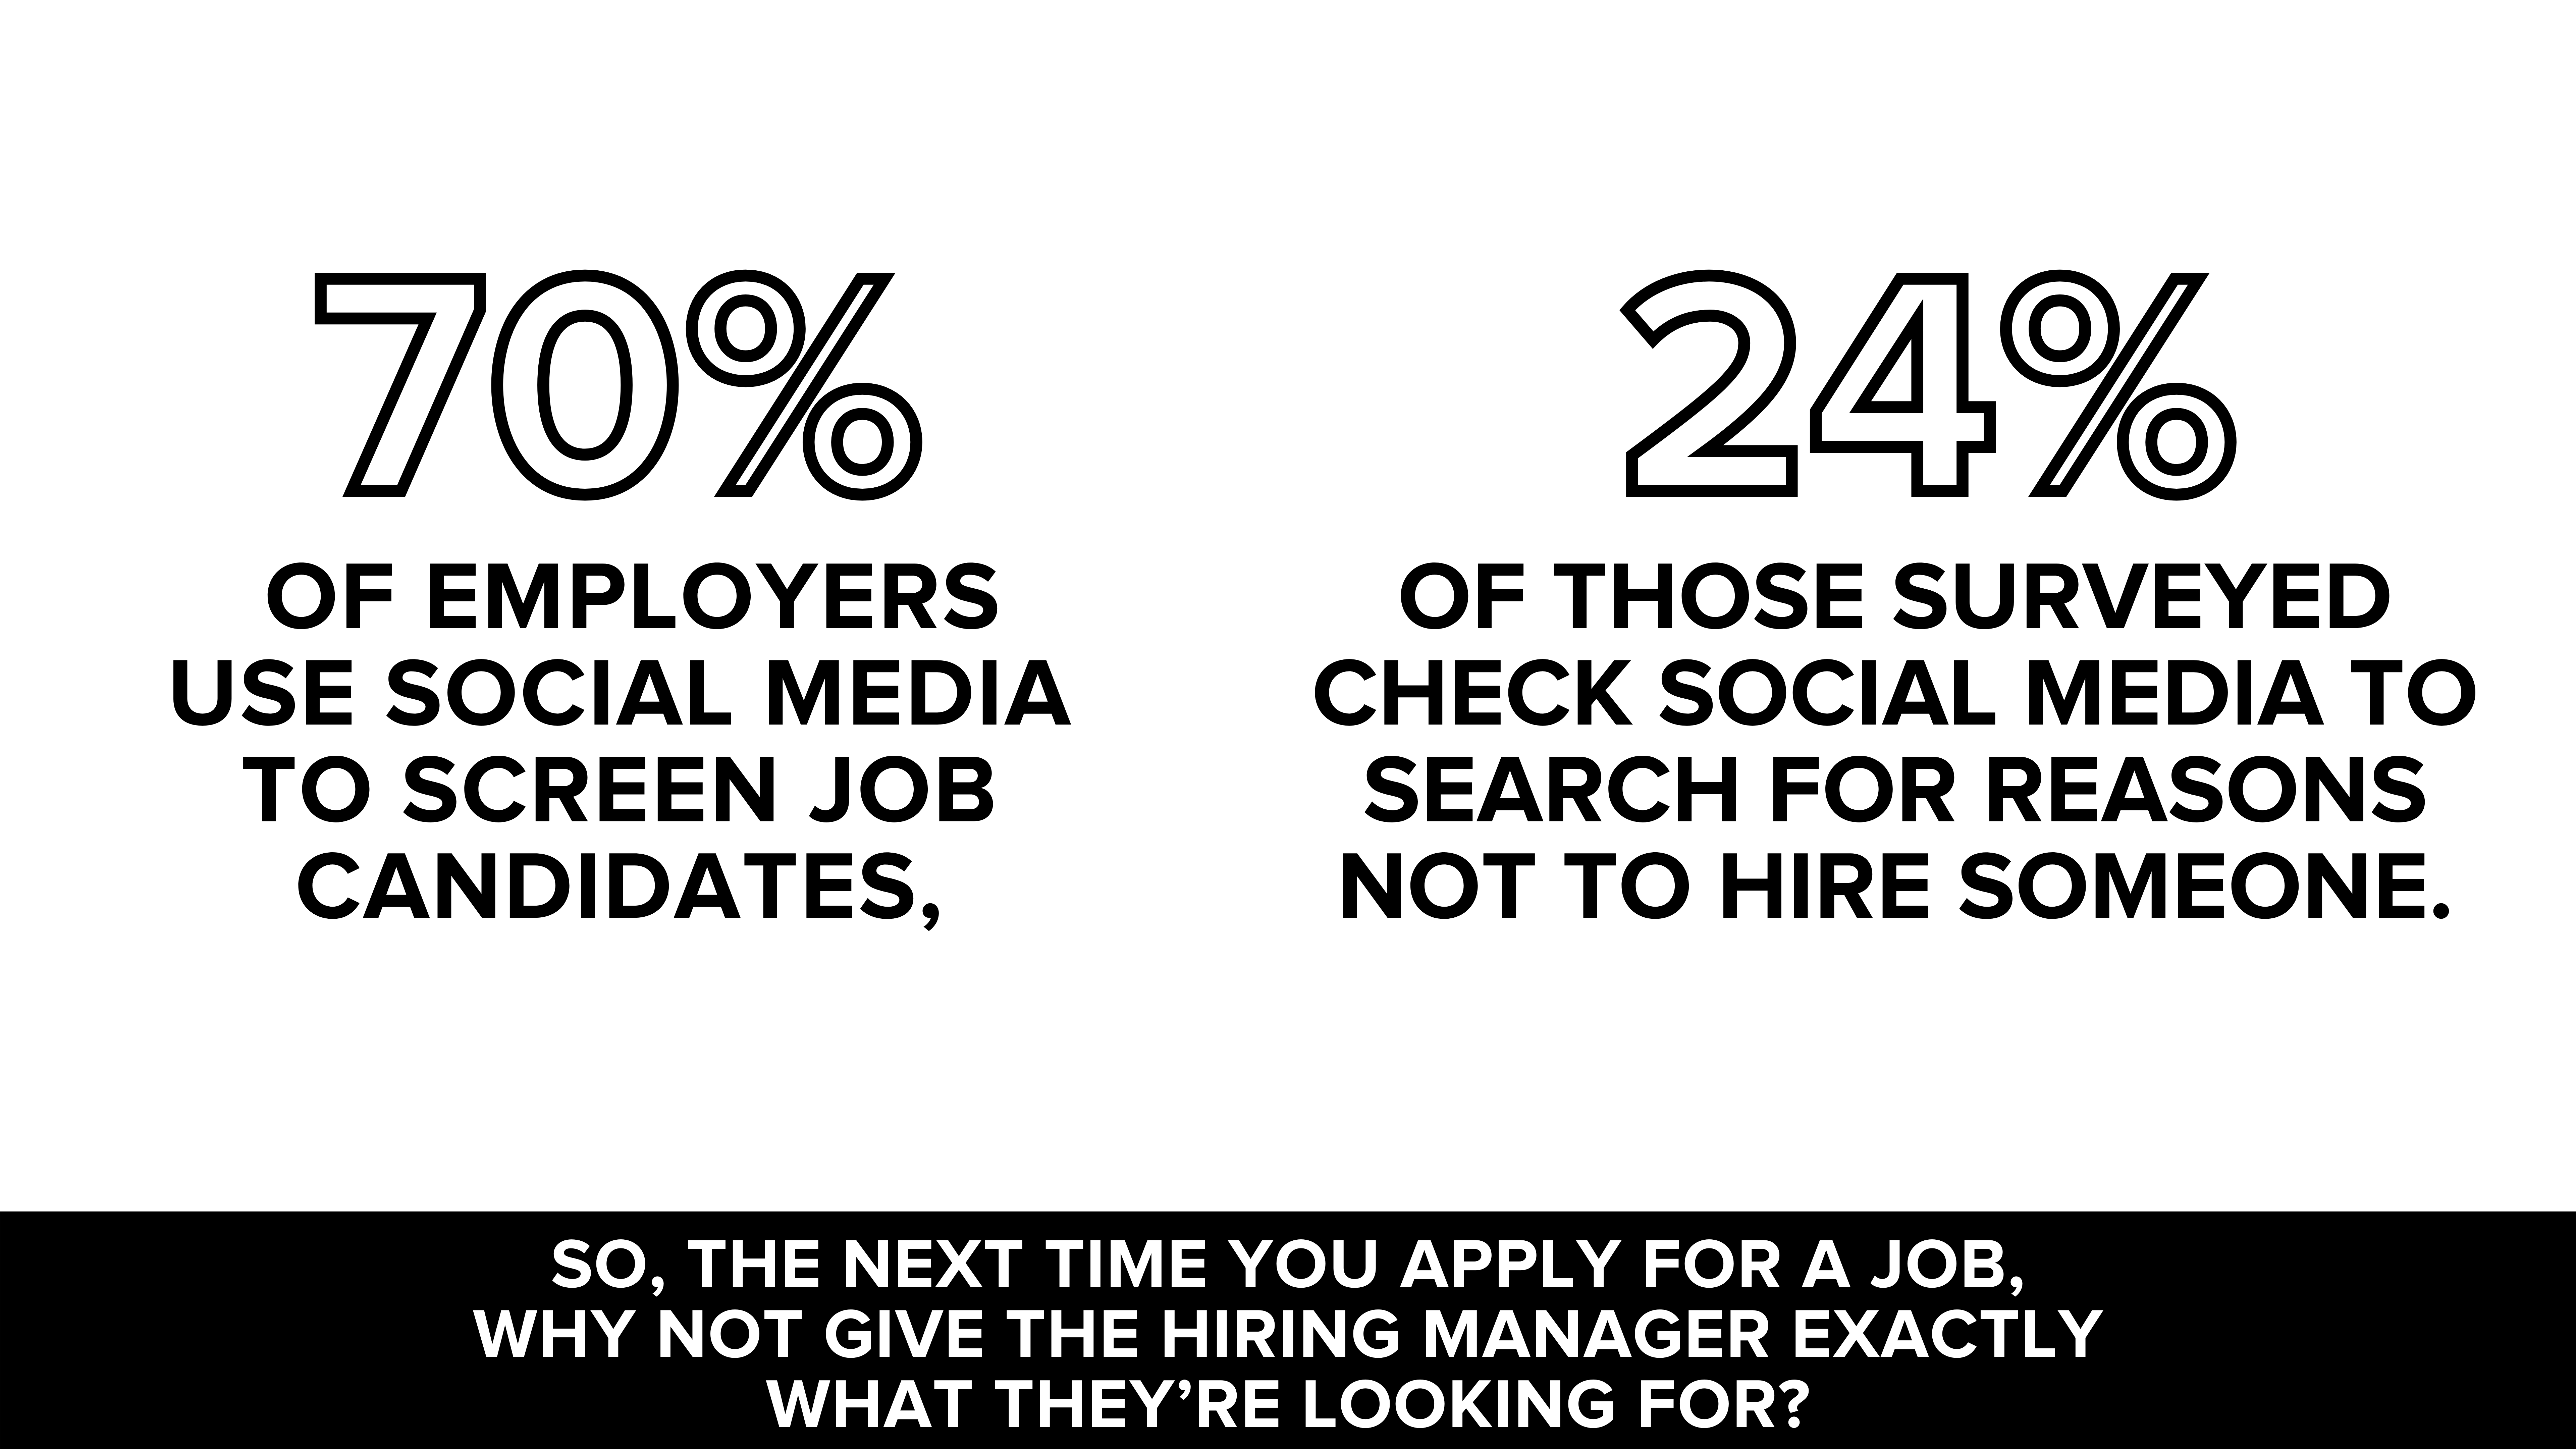 70%
OF EMPLOYERS
USE SOCIAL MEDIA
TO SCREEN JOB
CANDIDATES,
24%
OF THOSE SURVEYED
CHECK SOCIAL MEDIA TO
SEARCH FOR REASONS
NOT TO HIRE SOMEONE.
SO, THE NEXT TIME YOU APPLY FOR A JOB,
WHY NOT GIVE THE HIRING MANAGER EXACTLY
WHAT THEY’RE LOOKING FOR?